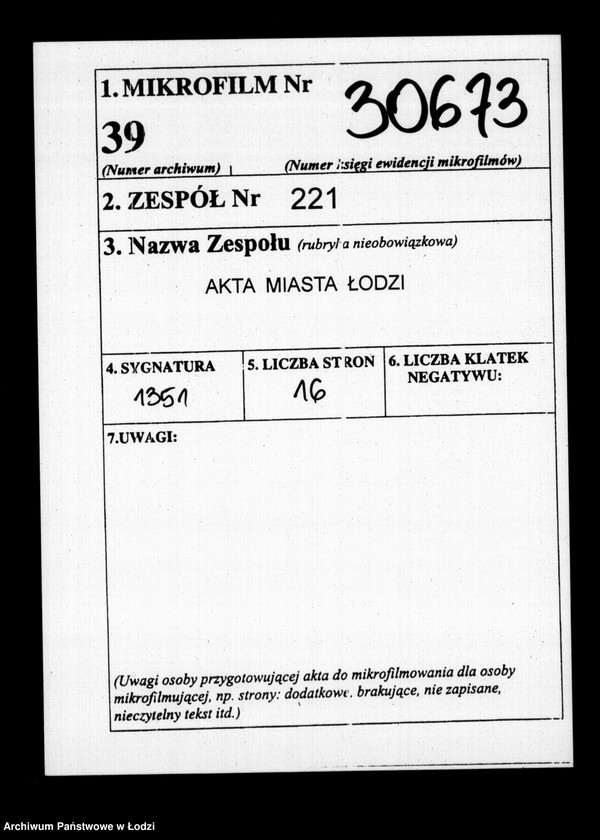 1. MIKROFILM Nr
30673
39
(Numer archiwum)
(Numer księgi ewidencji mikrofilmów)
2. ZESPÓŁ Nr 221
3. Nazwa Zespołu (rubryka nieobowiązkowa)
AKTA MIASTA ŁODZI
4. SYGNATURA
1351
5. LICZBA STRON
16
6. LICZBA KLATEK
NEGATYWU:
7.UWAGI:
(Uwagi osoby przygotowującej akta do mikrofilmowania dla osoby
mikrofilmującej, np. strony: dodatkowe, brakujące, nie zapisane,
nieczytelny tekst itd.)
Archiwum Państwowe w Łodzi